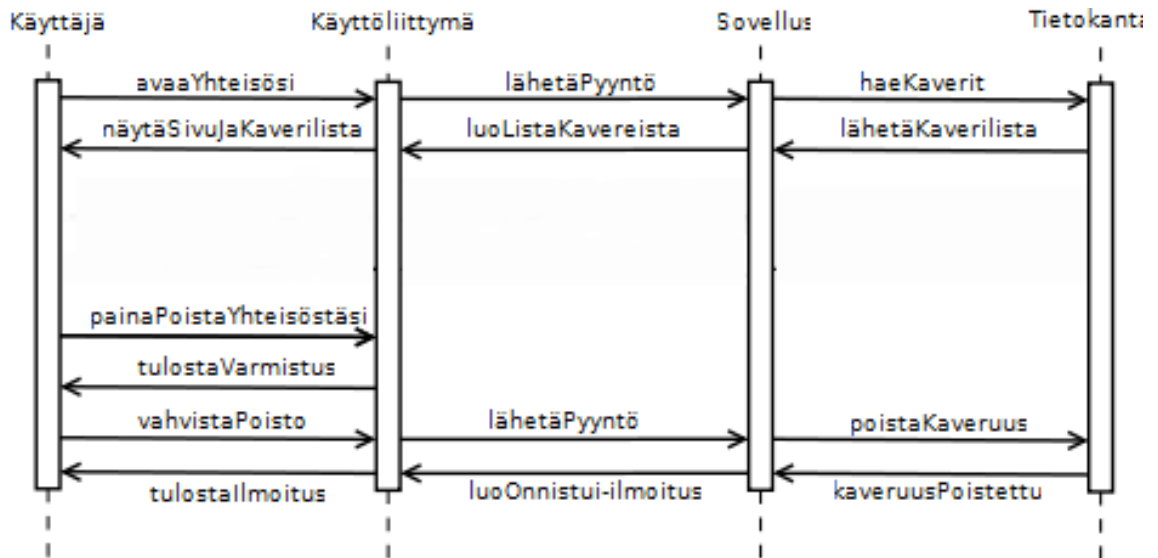 Käyttäjä Käyttöliittymä Sovellus Tietokanta
avaaYhteisösi lähetäPyyntö haeKaverit
näytäSivuJaKaverilista luoListaKavereista lähetäKaverilista
painaPoistaYhteisöstäsi
tulostaVarmistus
vahvistaPoisto lähetäPyyntö poistaKaveruus
tulostaIlmoitus luoOnnistui-ilmoitus kaveruusPoistettu